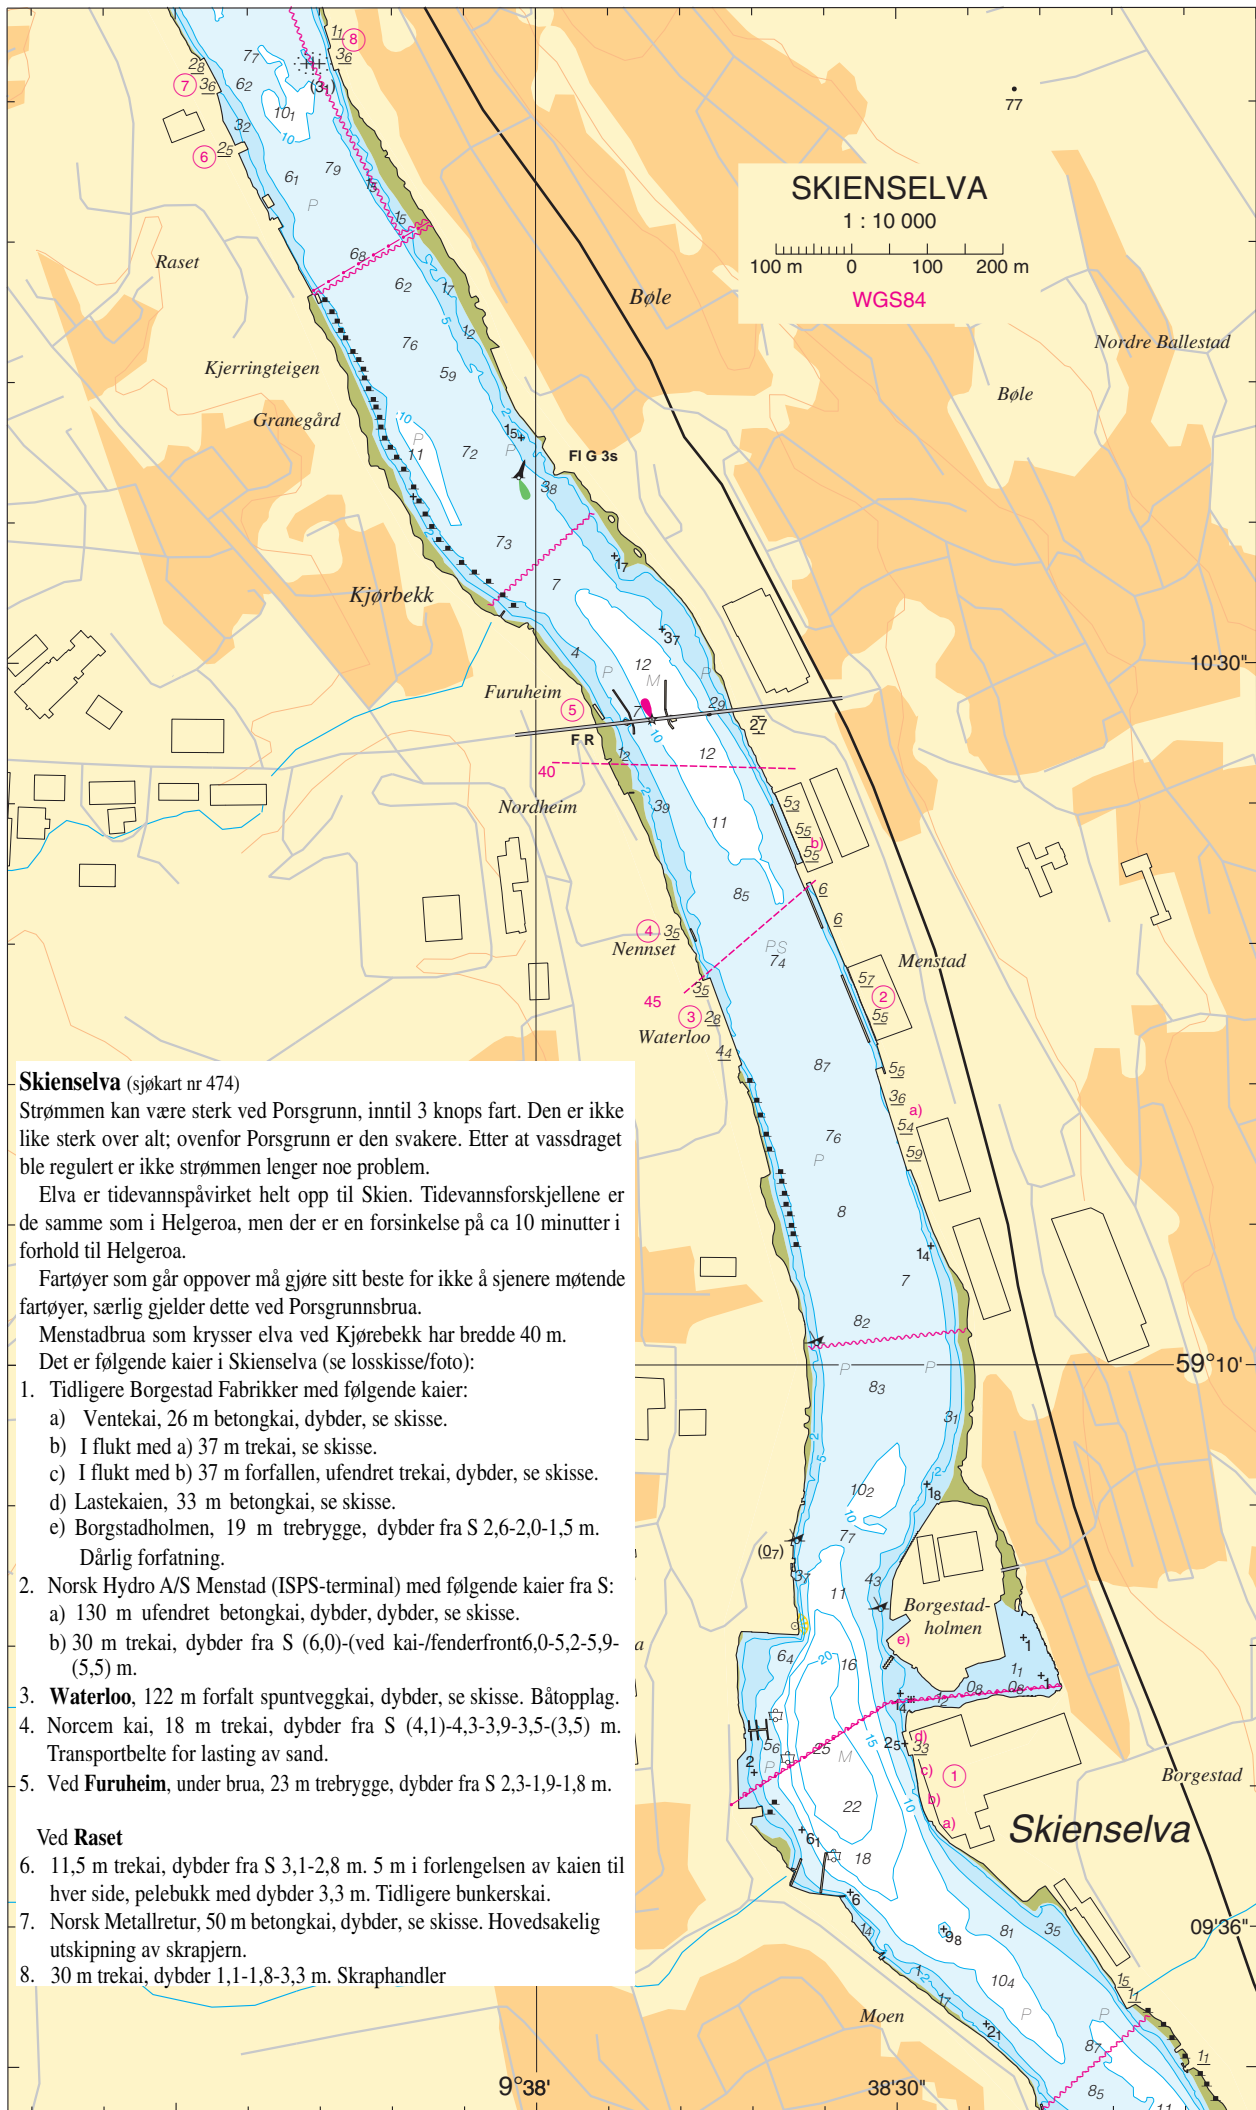 SKIENSELVA
1 : 10 000
100 m 0 100 200 m
WGS84
77
Raset
Bøle
Nordre Ballestad
Bøle
Kjerringteigen
Granegård
Fl G 3s
Kjørbekk
10'30"
Furuheim
F R
27
40
Nordheim
Nennset
Menstad
45
Waterloo
Skienselva (sjøkart nr 474)
Strømmen kan være sterk ved Porsgrunn, inntil 3 knops fart. Den er ikke
like sterk over alt; ovenfor Porsgrunn er den svakere. Etter at vassdraget
ble regulert er ikke strømmen lenger noe problem.
Elva er tidevannspåvirket helt opp til Skien. Tidevannsforskjellene er
de samme som i Helgeroa, men der er en forsinkelse på ca 10 minutter i
forhold til Helgeroa.
Fartøyer som går oppover må gjøre sitt beste for ikke å sjenere møtende
fartøyer, særlig gjelder dette ved Porsgrunnsbrua.
Menstadbrua som krysser elva ved Kjørebekk har bredde 40 m.
Det er følgende kaier i Skienselva (se losskisse/foto):
1. Tidligere Borgestad Fabrikker med følgende kaier:
a) Ventekai, 26 m betongkai, dybder, se skisse.
b) I flukt med a) 37 m trekai, se skisse.
c) I flukt med b) 37 m forfallen, ufendret trekai, dybder, se skisse.
d) Lastekaien, 33 m betongkai, se skisse.
e) Borgstadholmen, 19 m trebrygge, dybder fra S 2,6-2,0-1,5 m.
Dårlig forfatning.
2. Norsk Hydro A/S Menstad (ISPS-terminal) med følgende kaier fra S:
a) 130 m ufendret betongkai, dybder, dybder, se skisse.
b) 30 m trekai, dybder fra S (6,0)-(ved kai-/fenderfront6,0-5,2-5,9-
(5,5) m.
3. Waterloo, 122 m forfalt spuntveggkai, dybder, se skisse. Båtopplag.
4. Norcem kai, 18 m trekai, dybder fra S (4,1)-4,3-3,9-3,5-(3,5) m.
Transportbelte for lasting av sand.
5. Ved Furuheim, under brua, 23 m trebrygge, dybder fra S 2,3-1,9-1,8 m.
Ved Raset
6. 11,5 m trekai, dybder fra S 3,1-2,8 m. 5 m i forlengelsen av kaien til
hver side, pelebukk med dybder 3,3 m. Tidligere bunkerskai.
7. Norsk Metallretur, 50 m betongkai, dybder, se skisse. Hovedsakelig
utskipning av skrapjern.
8. 30 m trekai, dybder 1,1-1,8-3,3 m. Skraphandler
59° 10'
Borgestad-
holmen
Borgestad
Skienselva
09'36"
Moen
9° 38'
38'30"